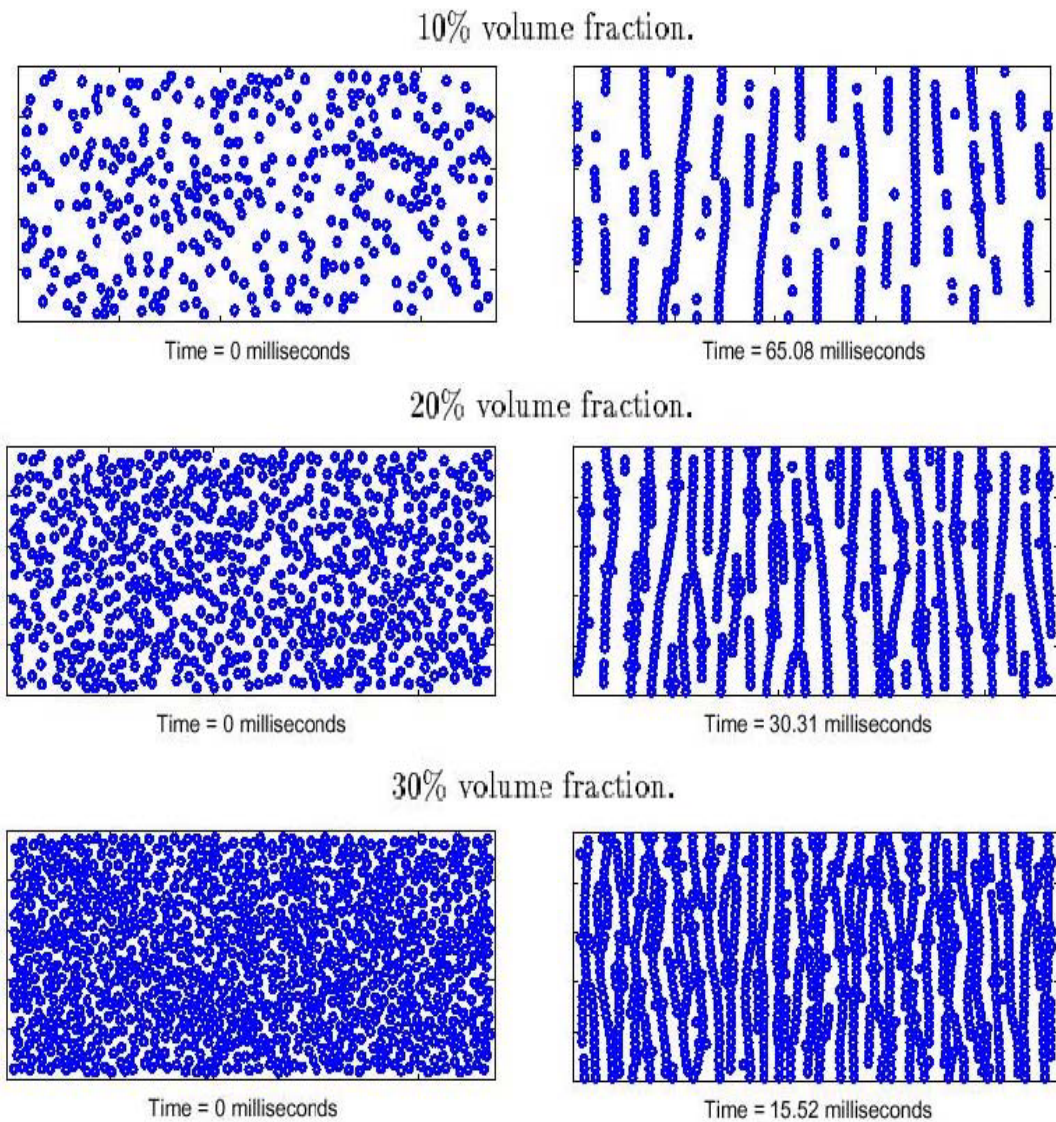 10% volume fraction.
Time = 0 milliseconds
Time = 65.08 milliseconds
20% volume fraction.
Time = 0 milliseconds
Time = 30.31 milliseconds
30% volume fraction.
Time = 0 milliseconds
Time = 15.52 milliseconds